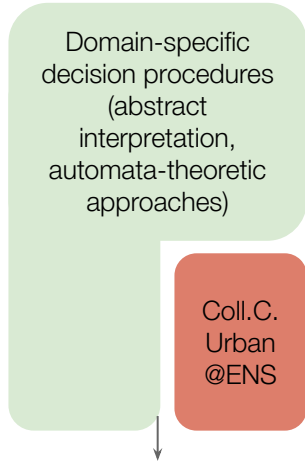 Domain-specific
decision procedures
(abstract
interpretation,
automata-theoretic
approaches)
Coll.C.
Urban
@ENS